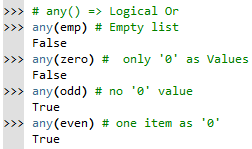 >>> # any() => Logical Or
>>> any(emp) # Empty list
False
>>> any(zero) #  only '0' as Values
False
>>> any(odd) # no '0' value
True
>>> any(even) # one item as '0'
True